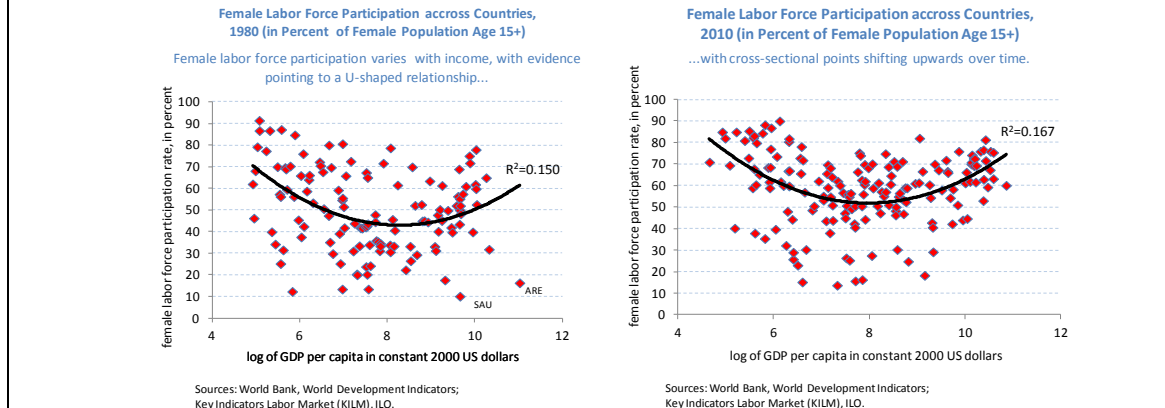 Female Labor Force Participation accross Countries,
1980 (in Percent of Female Population Age 15+)
Female labor force participation varies with income, with evidence
pointing to a U-shaped relationship...
female labor force participation rate, in percent
100
90
80
70
60
50
40
30
20
10
0
R²=0.150
SAU
ARE
4
6
8
10
12
log of GDP per capita in constant 2000 US dollars
Sources: World Bank, World Development Indicators;
Key Indicators Labor Market (KILM), ILO.
Female Labor Force Participation accross Countries,
2010 (in Percent of Female Population Age 15+)
...with cross-sectional points shifting upwards over time.
female labor force participation rate, in percent
100
90
80
70
60
50
40
30
20
10
0
R²=0.167
4
6
8
10
12
log of GDP per capita in constant 2000 US dollars
Sources: World Bank, World Development Indicators;
Key Indicators Labor Market (KILM), ILO.